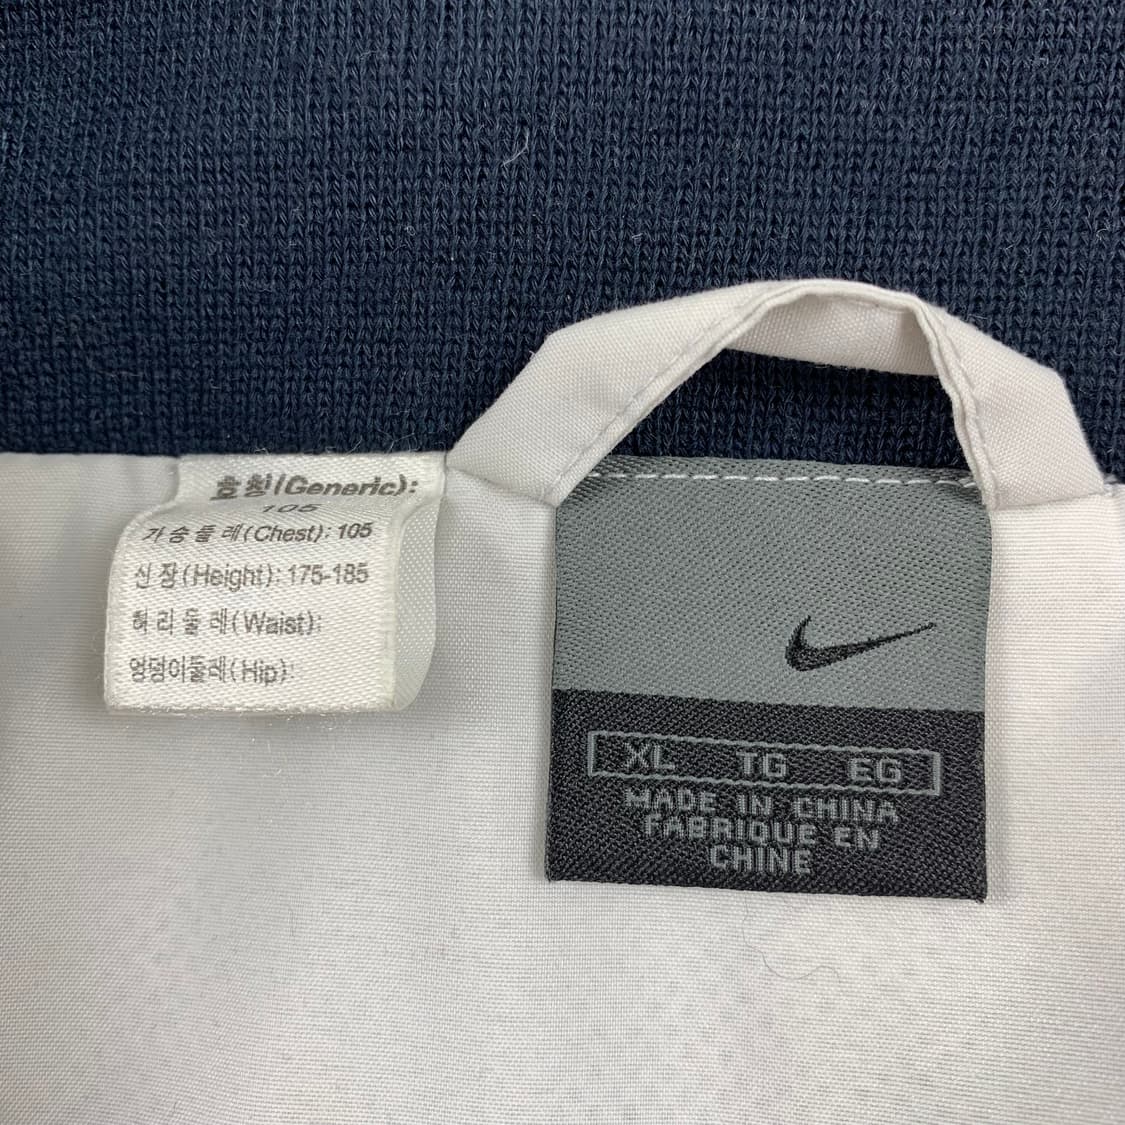 호칭(Generic):
105
가슴둘레(Chest): 105
신장(Height): 175-185
허리둘레(Waist):
엉덩이둘레(Hip):
XL TG EG
MADE IN CHINA
FABRIQUE EN
CHINE